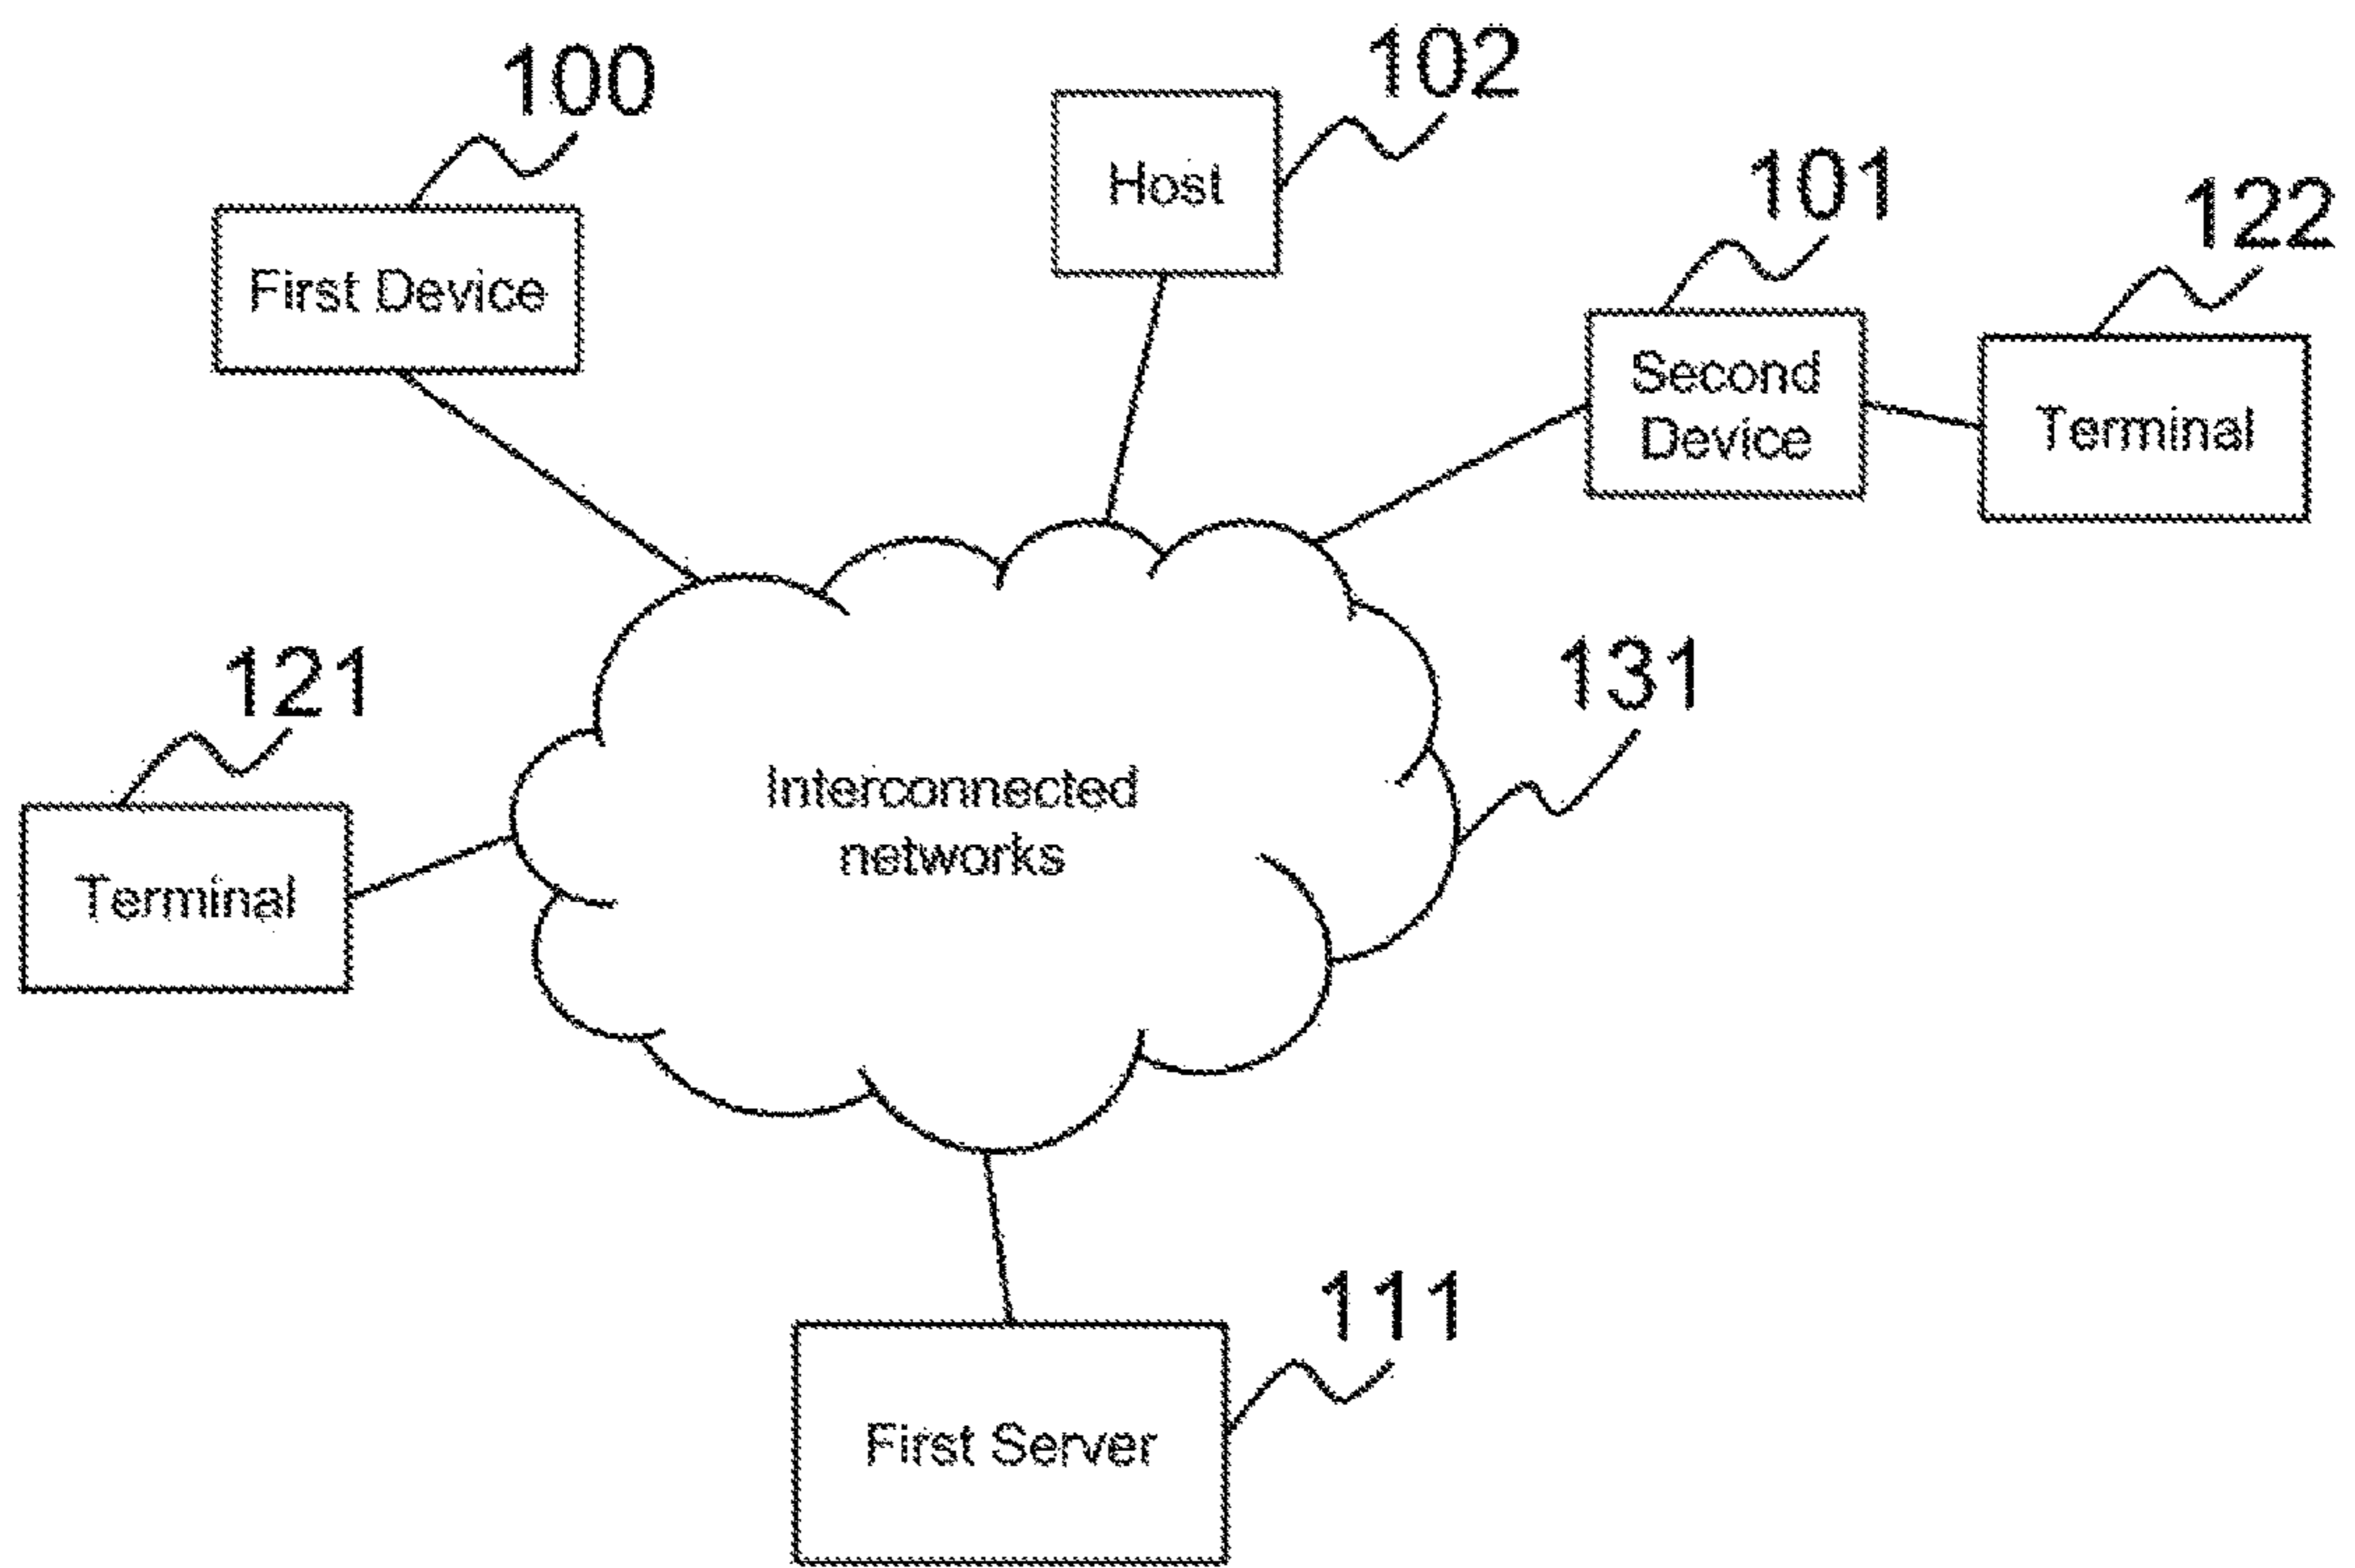 100
102
101
122
Host
First Device
Second
Device
Terminal
121
131
Interconnected
networks
Terminal
111
First Server